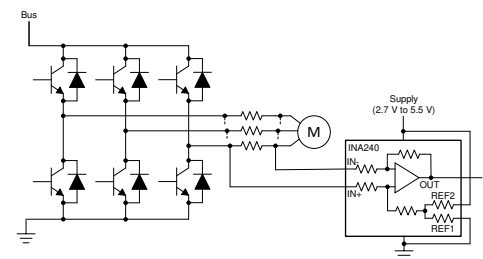 Bus
Supply
(2.7 V to 5.5 V)
M
INA240
IN-
OUT
REF2
IN+
REF1